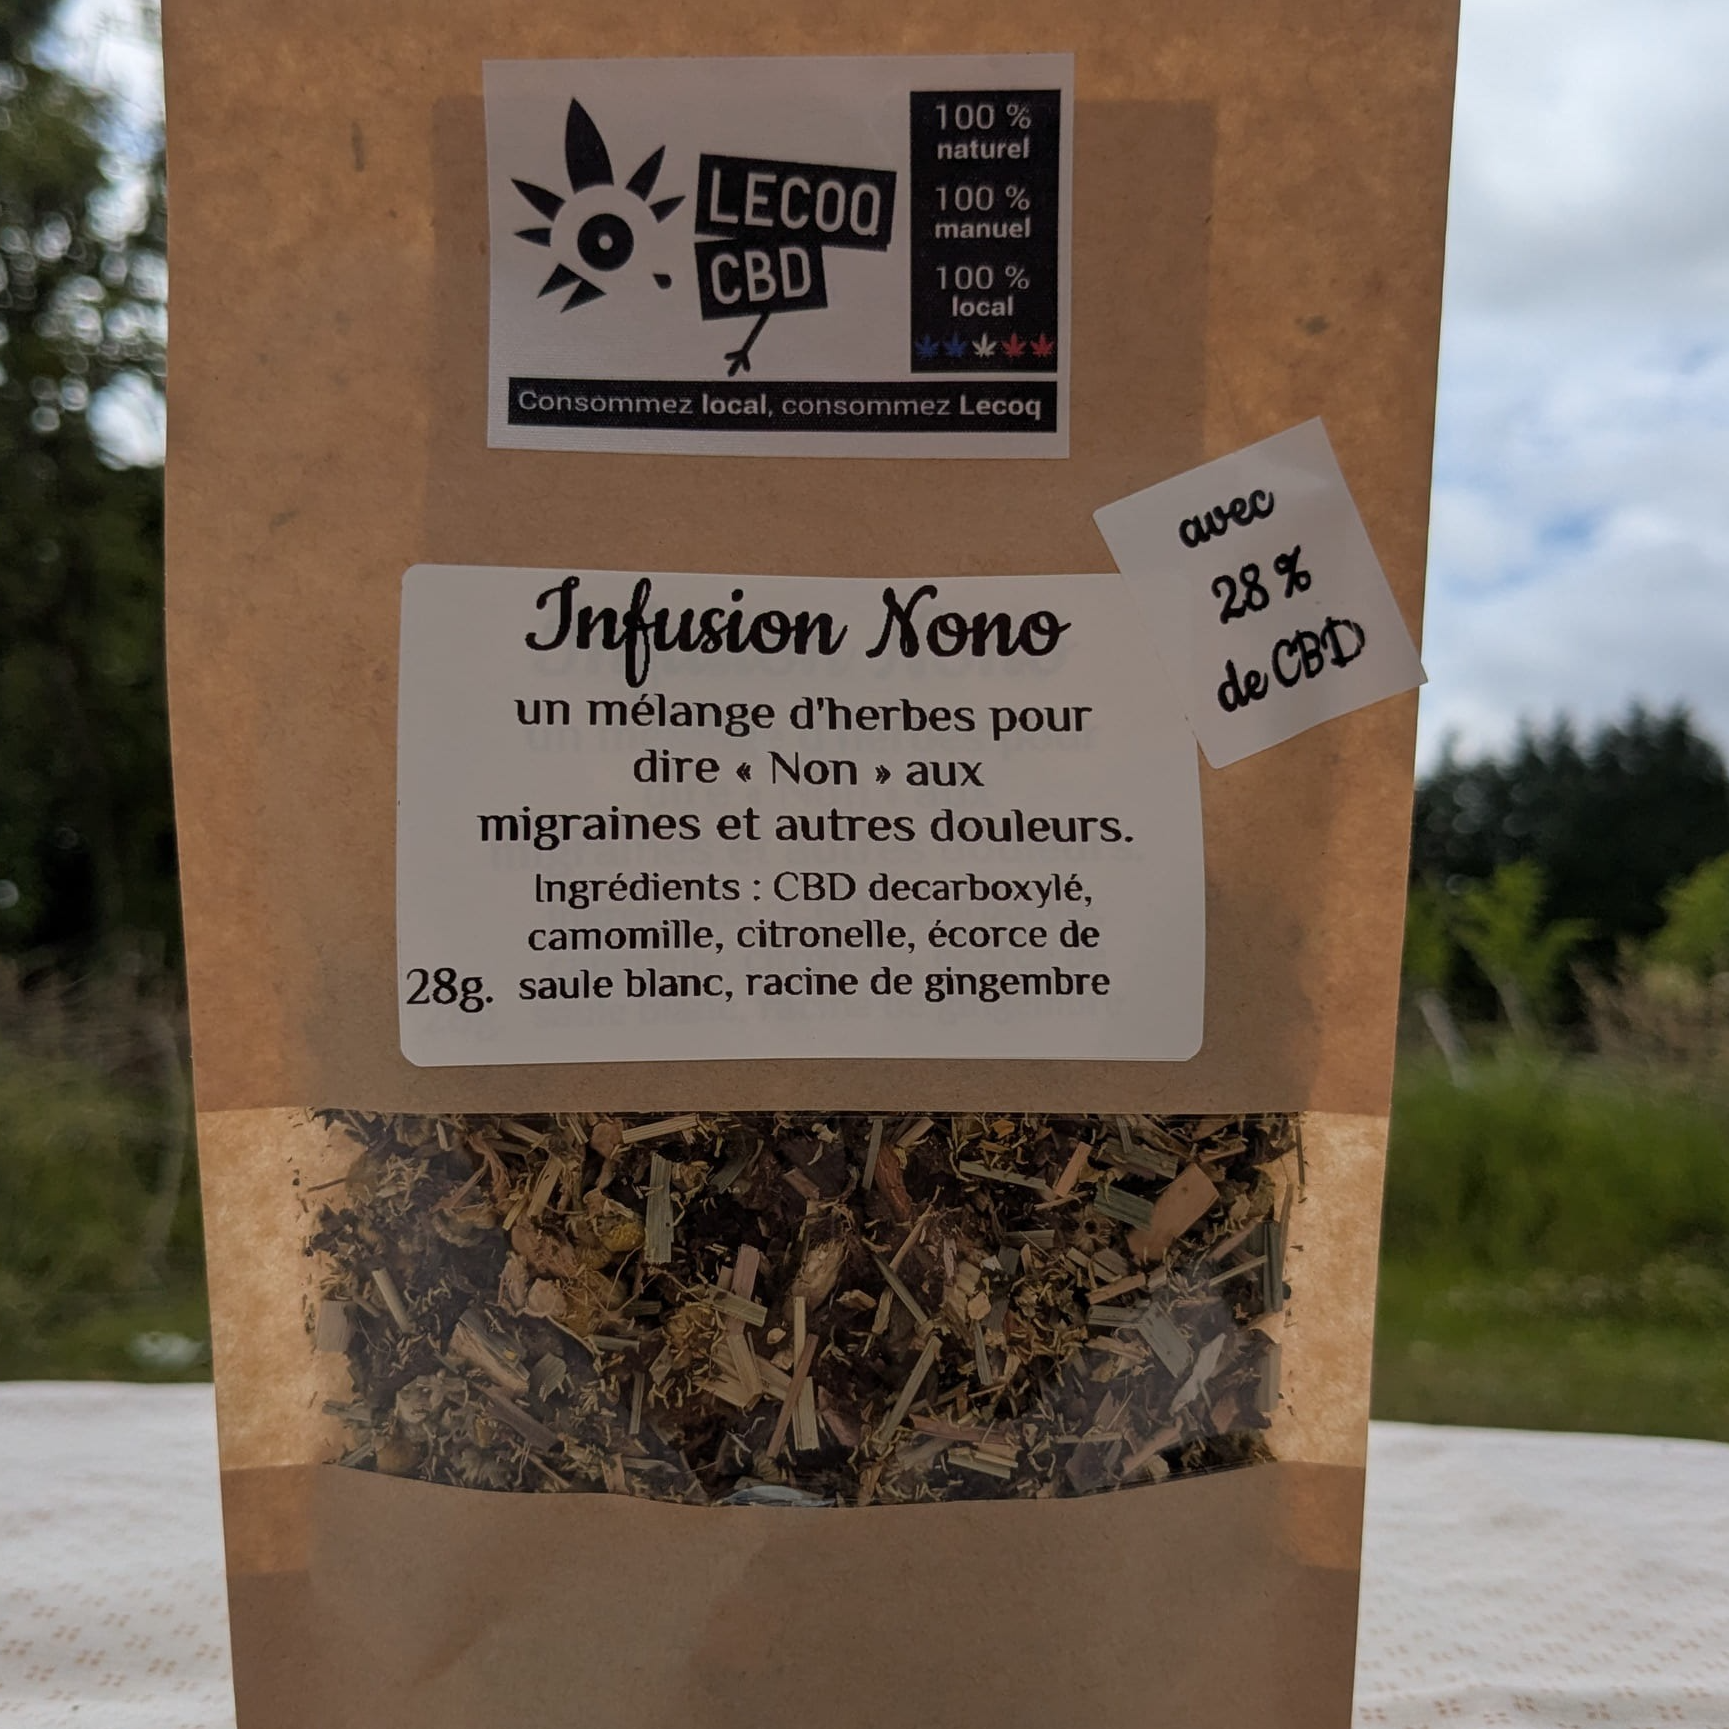 LECOQ
CBD
100 %
naturel
100 %
manuel
100 %
local
Consommez local, consommez Lecoq
avec
28 %
de CBD
Infusion Nono
un mélange d'herbes pour
dire « Non » aux
migraines et autres douleurs.
Ingrédients : CBD decarboxylé,
camomille, citronelle, écorce de
28g. saule blanc, racine de gingembre